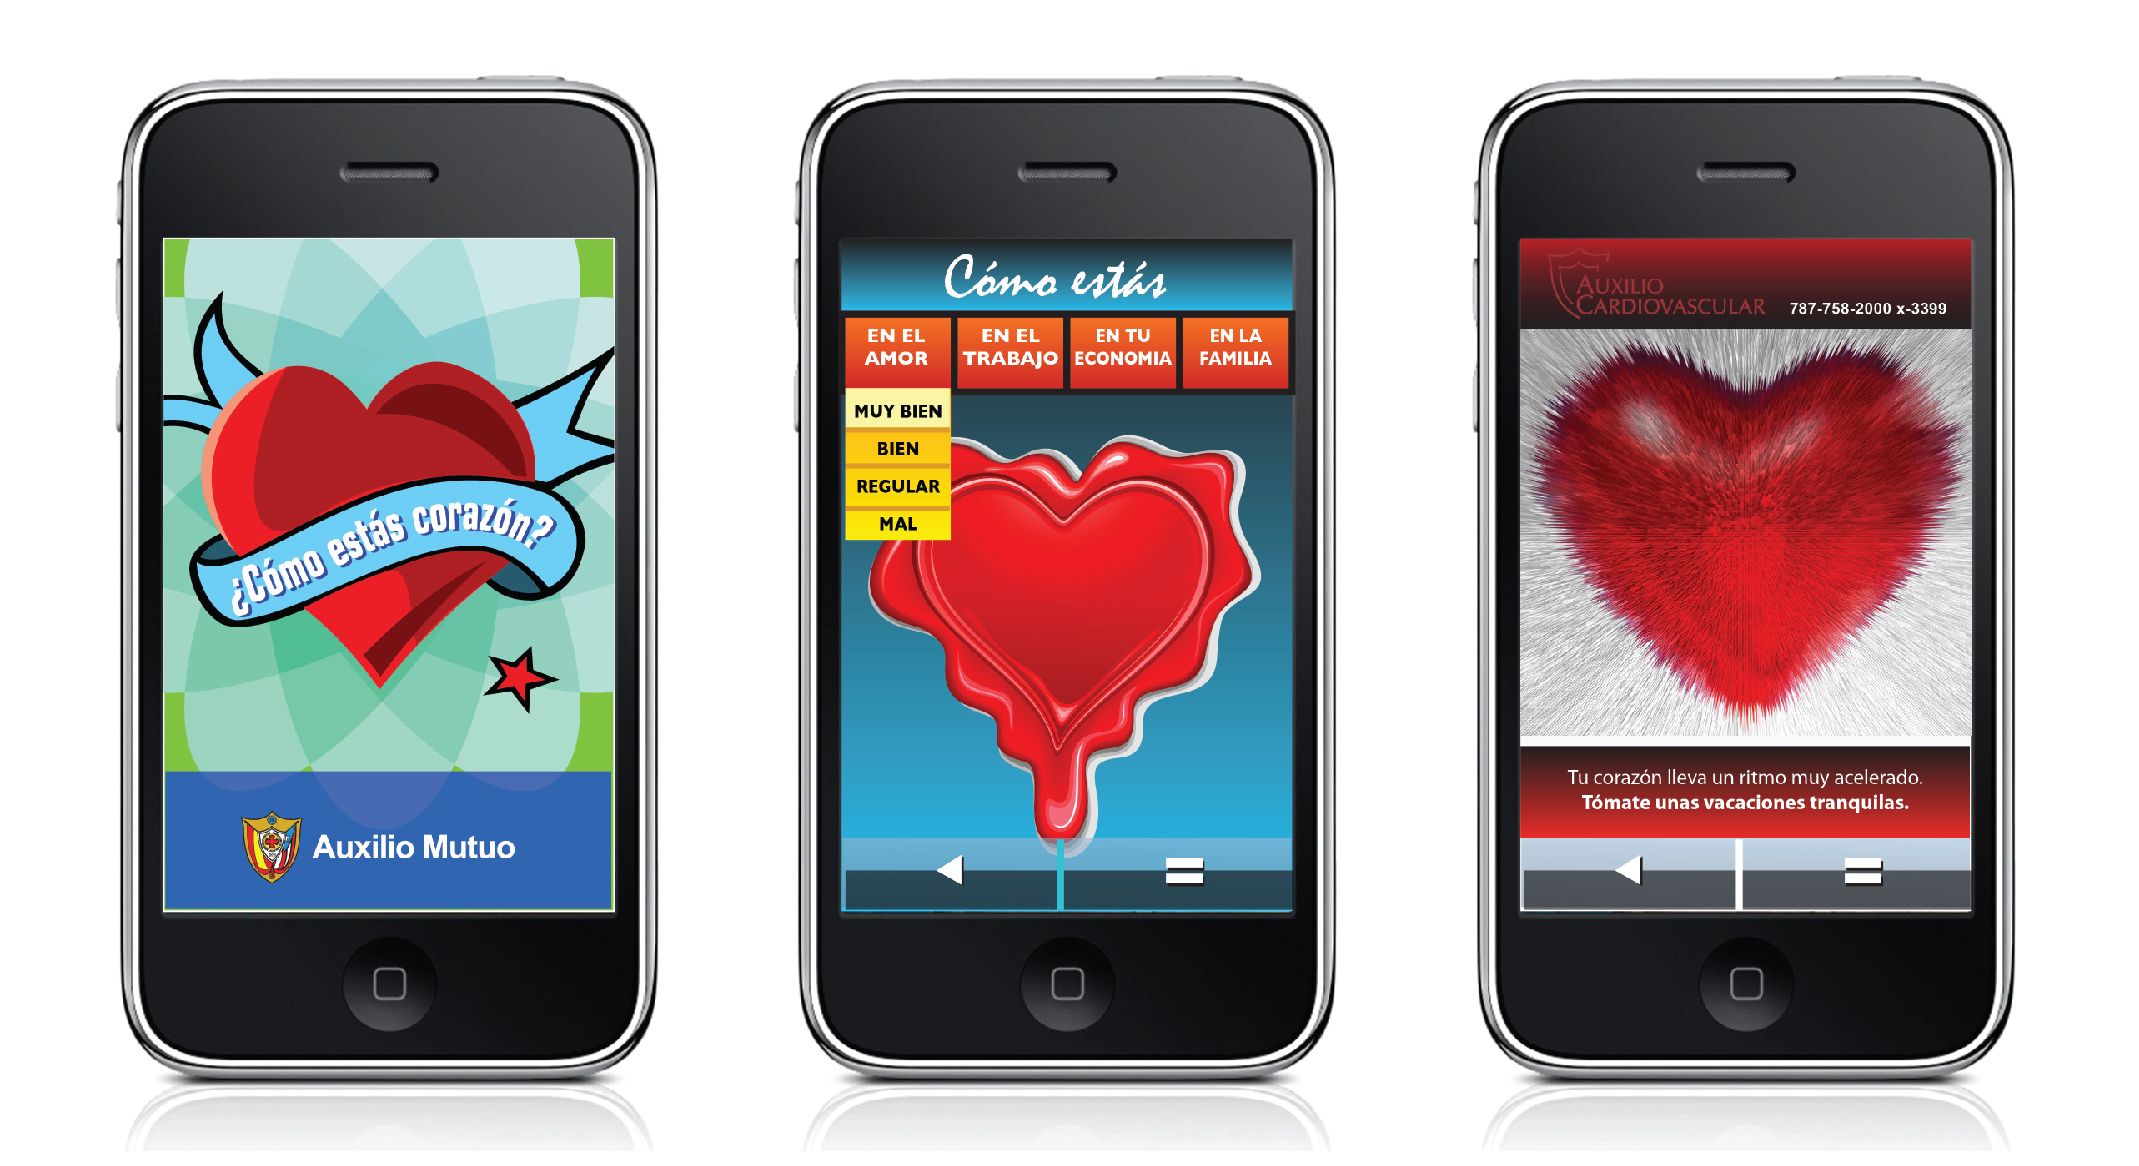 ¿Cómo estás corazón?
Auxilio Mutuo
Cómo estás
EN EL AMOR
EN EL TRABAJO
EN TU ECONOMIA
EN LA FAMILIA
MUY BIEN
BIEN
REGULAR
MAL
AUXILIO
CARDIOVASCULAR
787-758-2000 x-3399
Tu corazón lleva un ritmo muy acelerado.
Tómate unas vacaciones tranquilas.